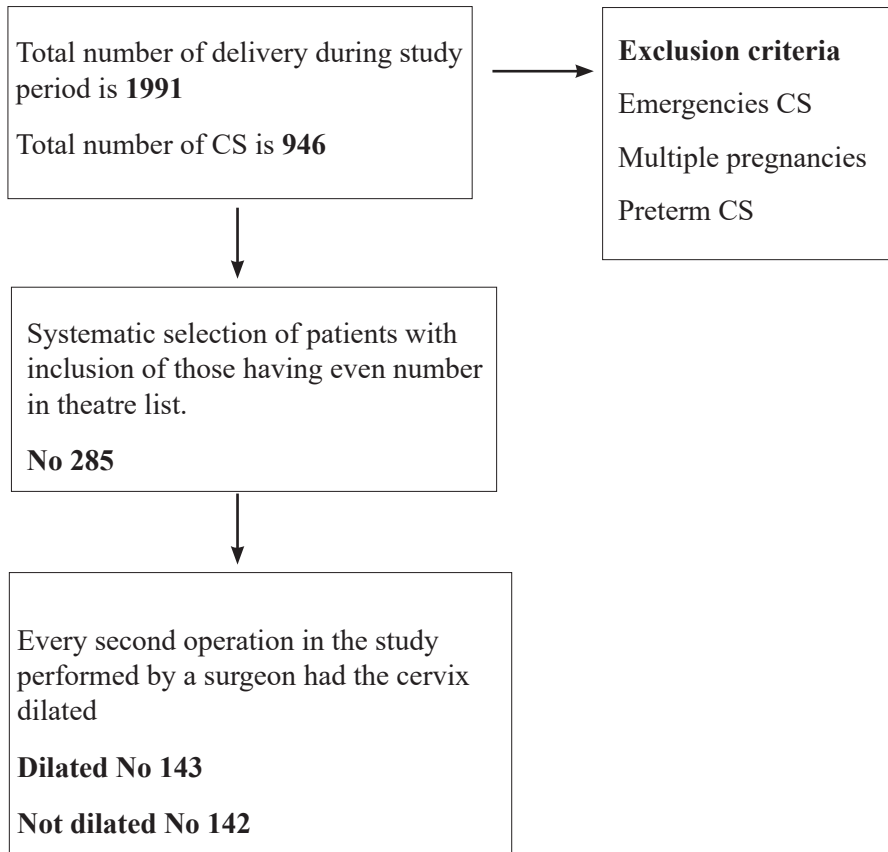 Total number of delivery during study
period is 1991
Total number of CS is 946
Exclusion criteria
Emergencies CS
Multiple pregnancies
Preterm CS
Systematic selection of patients with
inclusion of those having even number
in theatre list.
No 285
Every second operation in the study
performed by a surgeon had the cervix
dilated
Dilated No 143
Not dilated No 142